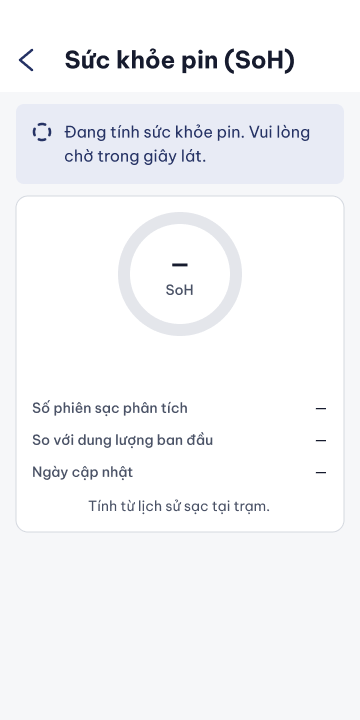 Sức khỏe pin (SoH)
Đang tính sức khỏe pin. Vui lòng
chờ trong giây lát.
–
SoH
Số phiên sạc phân tích –
So với dung lượng ban đầu –
Ngày cập nhật –
Tính từ lịch sử sạc tại trạm.